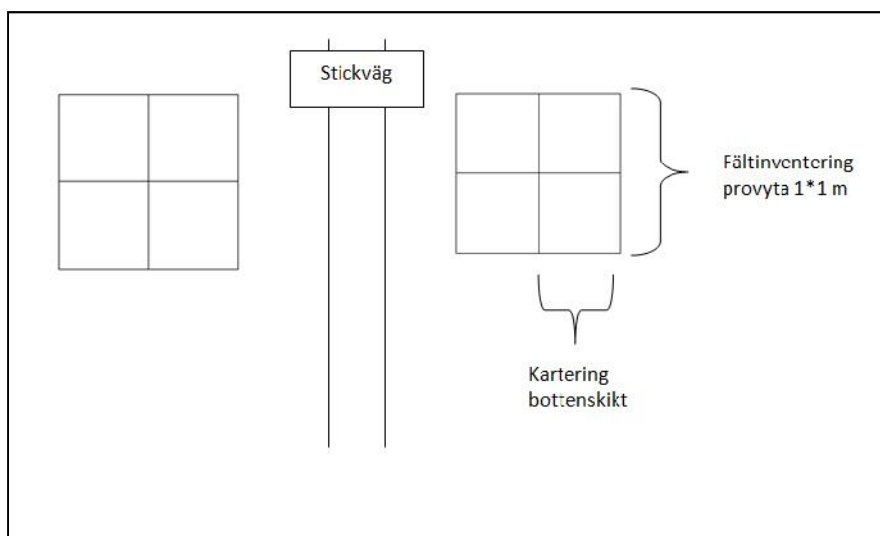 Stickväg
Fältinventering
provyta 1*1 m
Kartering
bottenskikt